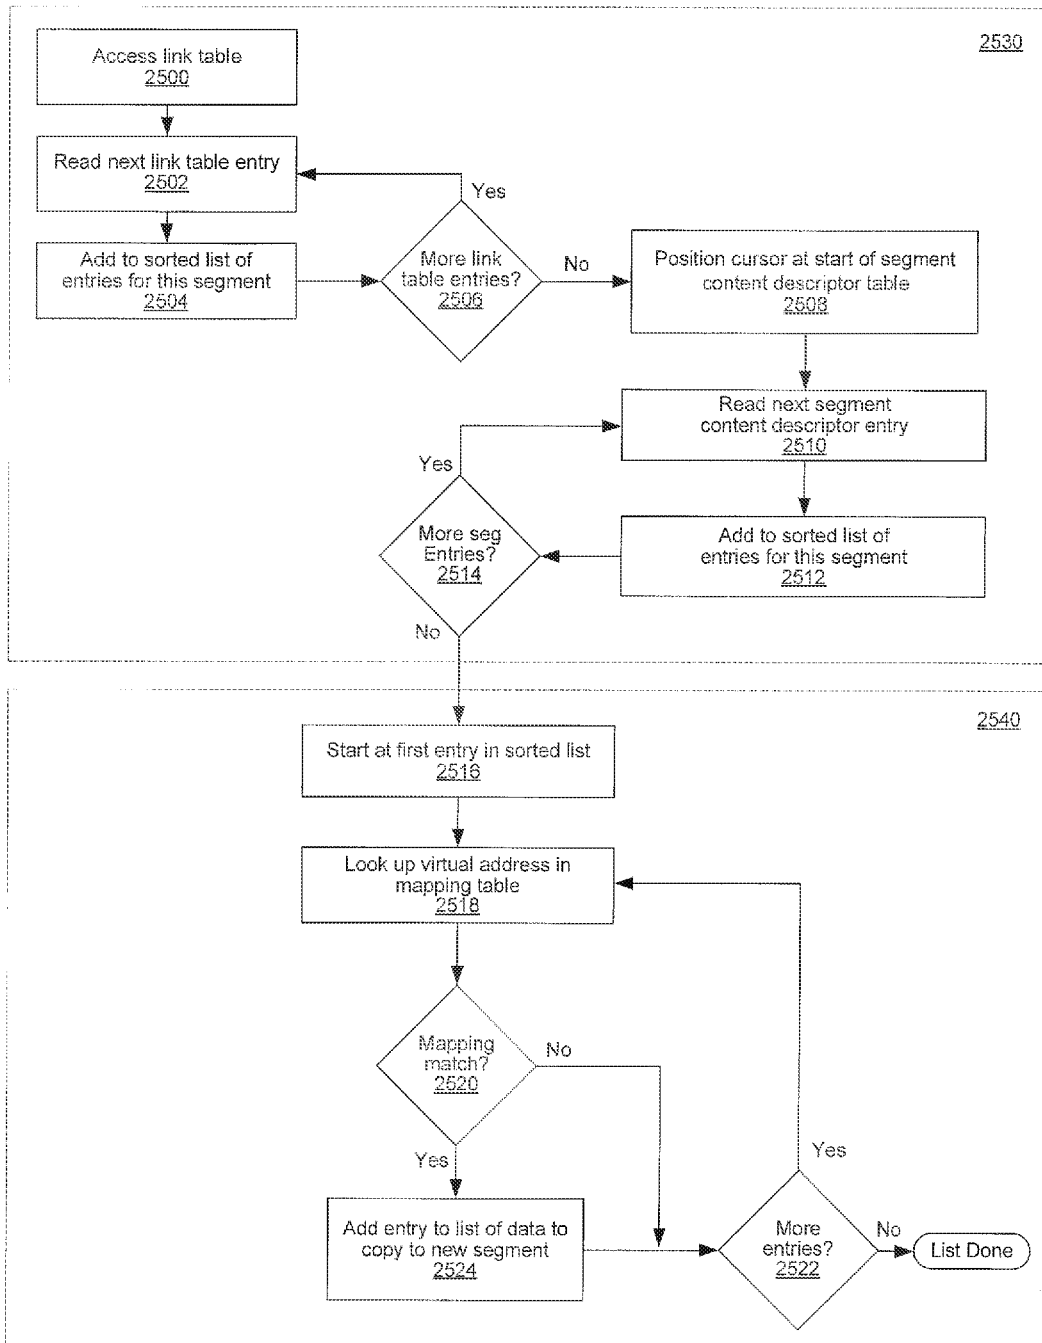 2530
Access link table
2500
Read next link table entry
2502
Yes
Add to sorted list of
entries for this segment
2504
More link
table entries?
2506
No
Position cursor at start of segment
content descriptor table
2508
Read next segment
content descriptor entry
2510
Yes
More seg
Entries?
2514
Add to sorted list of
entries for this segment
2512
No
2540
Start at first entry in sorted list
2516
Look up virtual address in
mapping table
2518
Mapping
match?
2520
No
Yes
Yes
Add entry to list of data to
copy to new segment
2524
More
entries?
2522
No
List Done